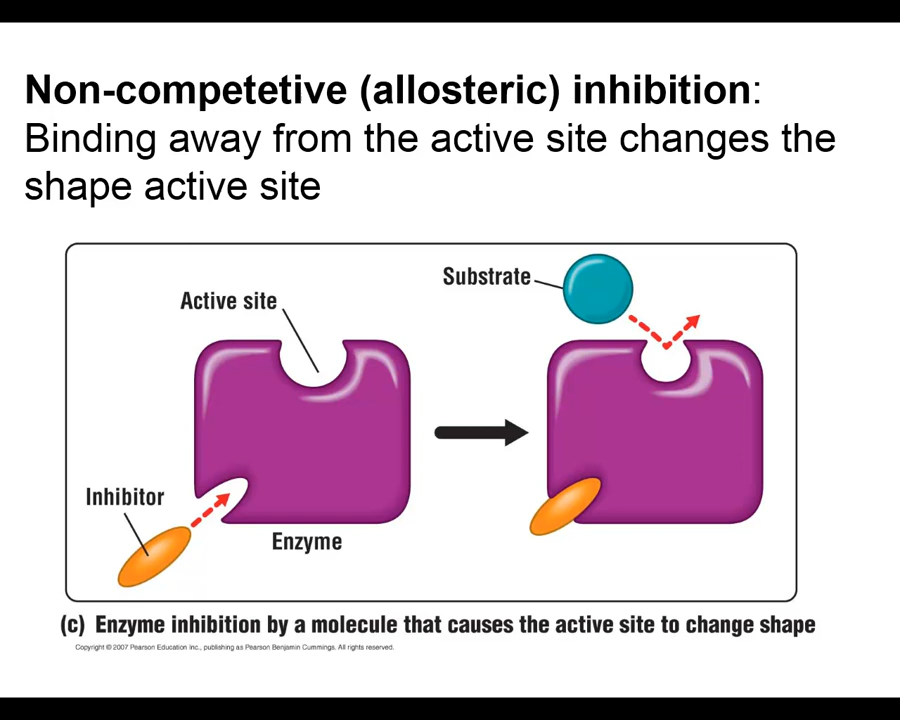 Non-competetive (allosteric) inhibition:
Binding away from the active site changes the
shape active site
Substrate
Active site
Inhibitor
Enzyme
(c) Enzyme inhibition by a molecule that causes the active site to change shape
Copyright © 2007 Pearson Education Inc., publishing as Pearson Benjamin Cummings. All rights reserved.